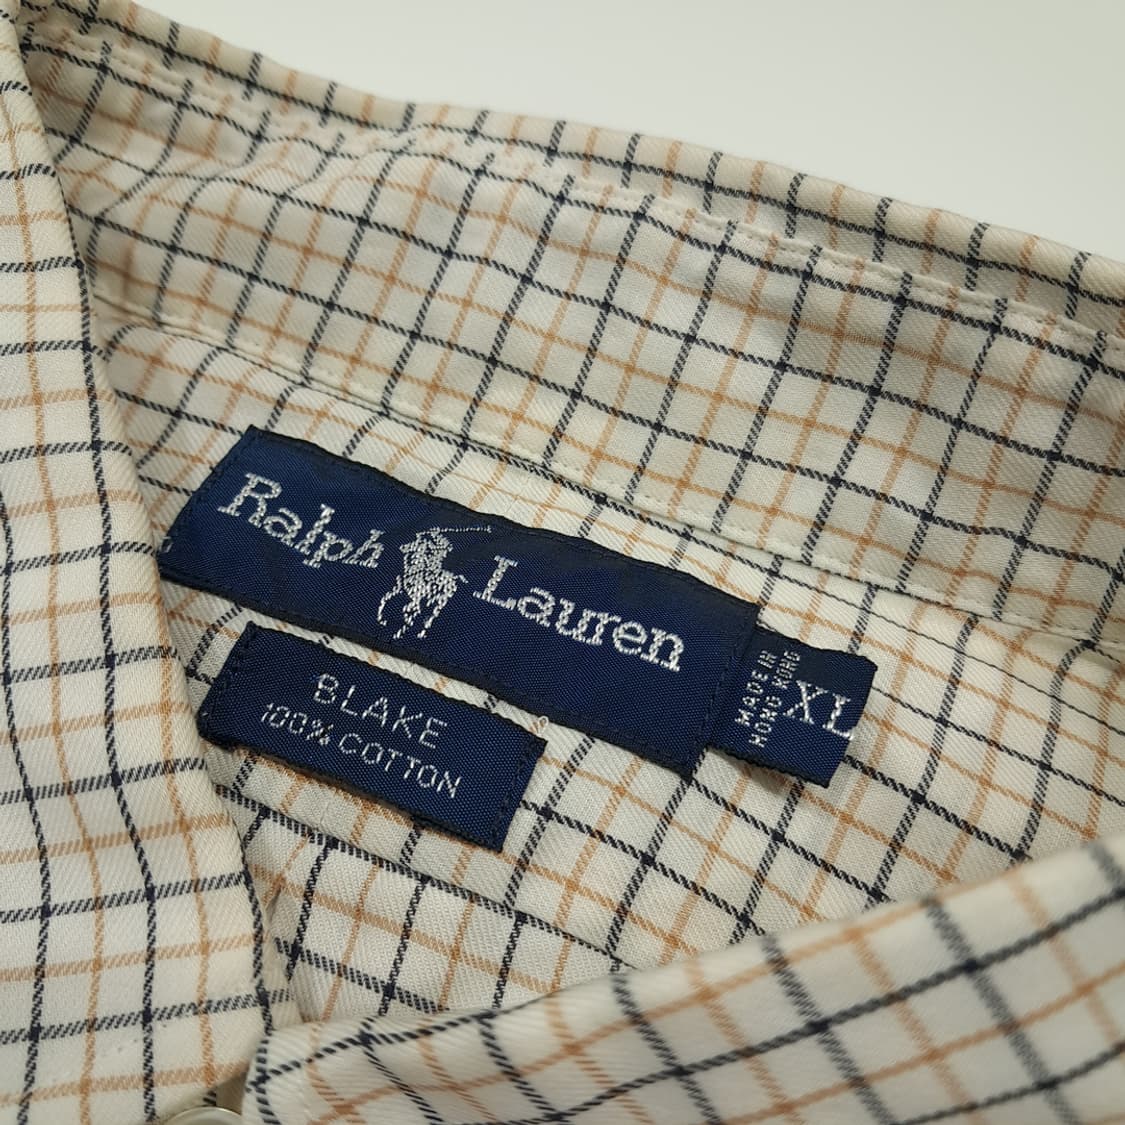 Ralph Lauren
BLAKE
100% COTTON
MADE IN
HONG KONG
XL